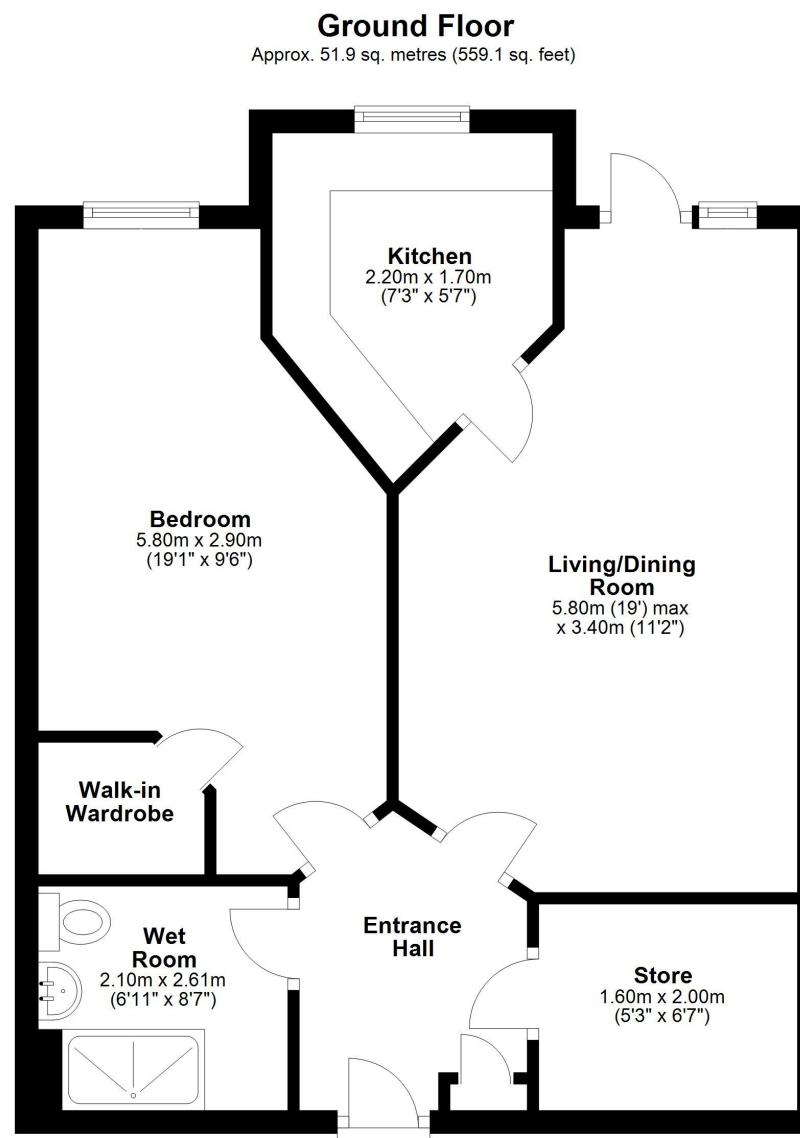 Ground Floor
Approx. 51.9 sq. metres (559.1 sq. feet)
Kitchen
2.20m x 1.70m
(7'3" x 5'7")
Bedroom
5.80m x 2.90m
(19'1" x 9'6")
Living/Dining
Room
5.80m (19') max
x 3.40m (11'2")
Walk-in
Wardrobe
Entrance
Hall
Wet
Room
2.10m x 2.61m
(6'11" x 8'7")
Store
1.60m x 2.00m
(5'3" x 6'7")